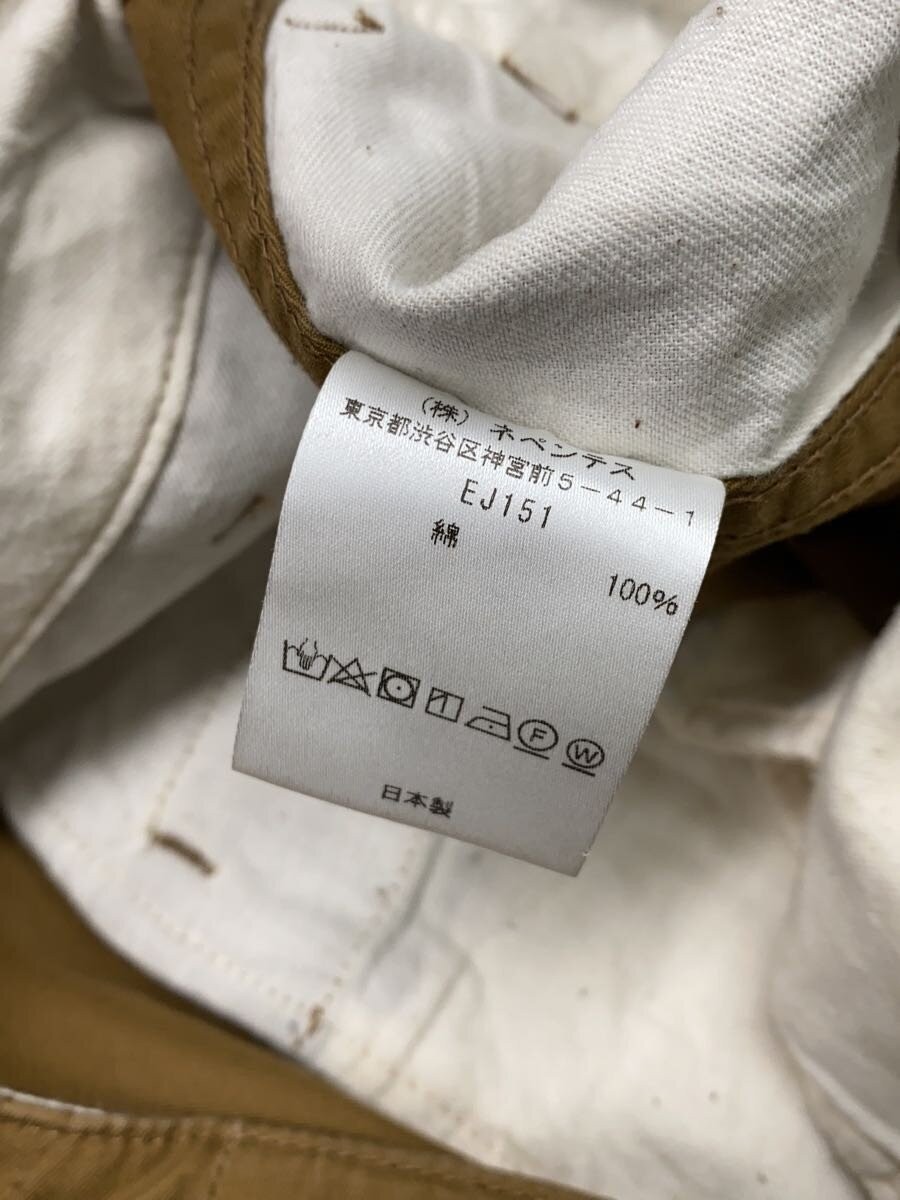 (株) ネペンテス
東京都渋谷区神宮前5-44-1
EJ151
綿
100%
F W
日本製